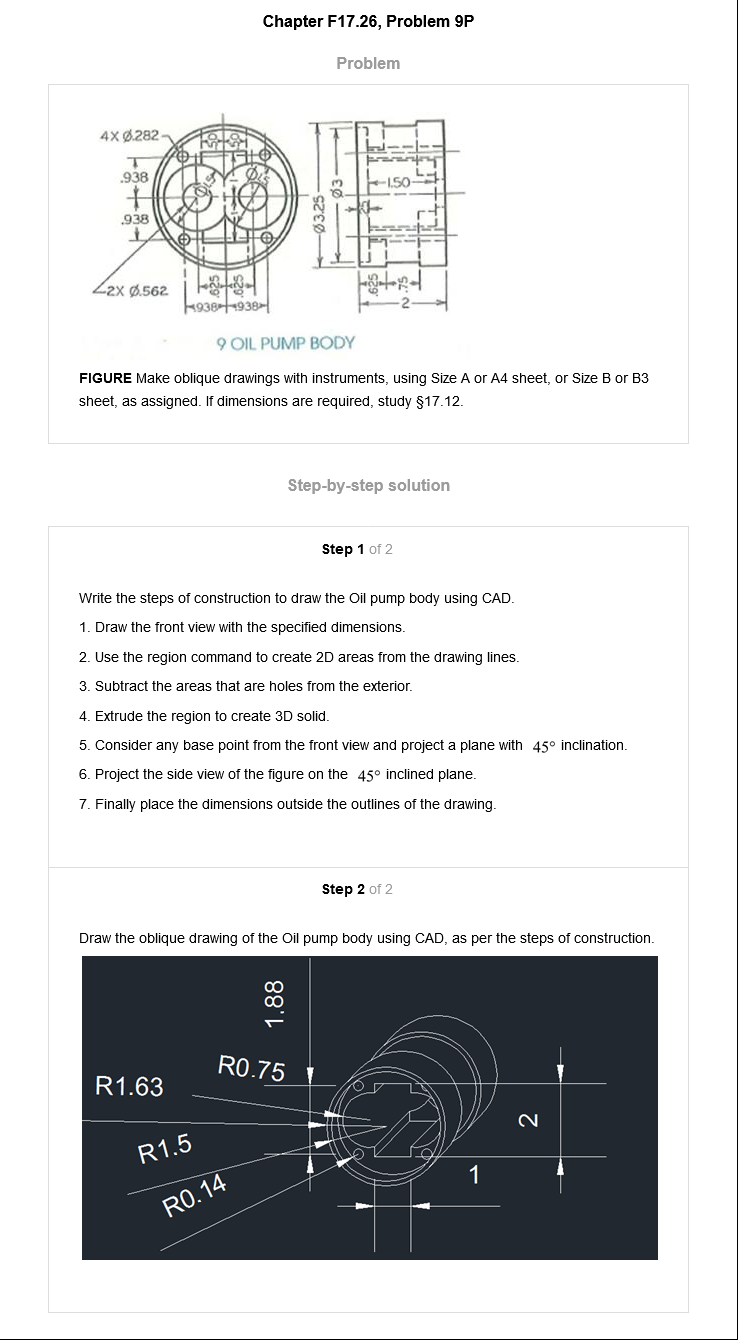 Chapter F17.26, Problem 9P
Problem
4X Ø.282
.50
.50
.938
.938
Ø1.5
2X Ø.562
.625
.625
.938
.938
Ø3.25
Ø3
1.50
.25
.625
.75
2
9 OIL PUMP BODY
FIGURE Make oblique drawings with instruments, using Size A or A4 sheet, or Size B or B3
sheet, as assigned. If dimensions are required, study §17.12.
Step-by-step solution
Step 1 of 2
Write the steps of construction to draw the Oil pump body using CAD.
1. Draw the front view with the specified dimensions.
2. Use the region command to create 2D areas from the drawing lines.
3. Subtract the areas that are holes from the exterior.
4. Extrude the region to create 3D solid.
5. Consider any base point from the front view and project a plane with 45° inclination.
6. Project the side view of the figure on the 45° inclined plane.
7. Finally place the dimensions outside the outlines of the drawing.
Step 2 of 2
Draw the oblique drawing of the Oil pump body using CAD, as per the steps of construction.
1.88
R0.75
R1.63
R1.5
R0.14
2
1